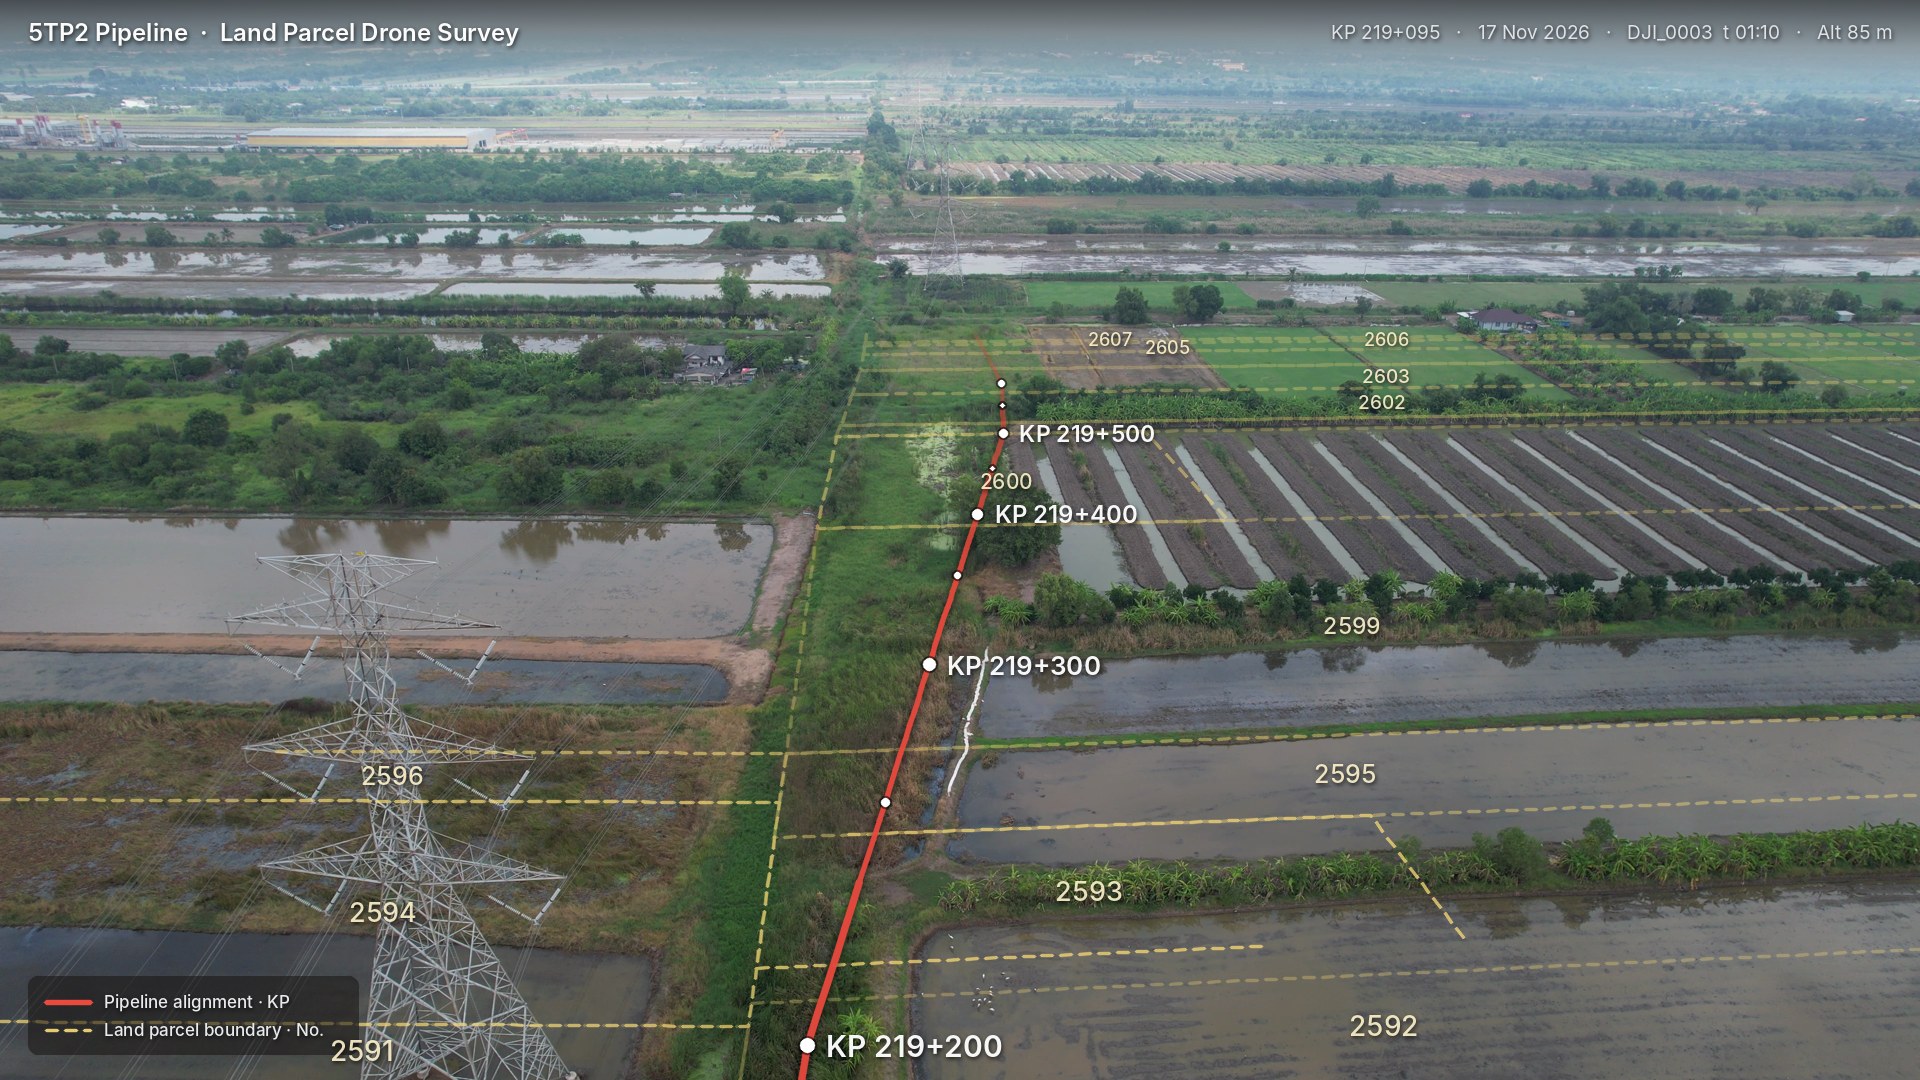 5TP2 Pipeline · Land Parcel Drone Survey
KP 219+095 · 17 Nov 2026 · DJI_0003 t 01:10 · Alt 85 m
2607
2605
2606
2603
2602
KP 219+500
2600
KP 219+400
2599
KP 219+300
2596
2595
2593
2594
Pipeline alignment · KP
Land parcel boundary · No.
2591
2592
KP 219+200